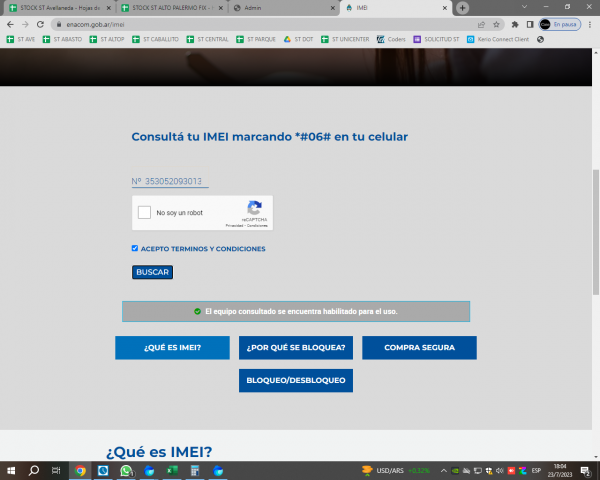 STOCK ST Avellaneda - Hojas de
STOCK ST ALTO PALERMO FIX -
Admin
IMEI
enacom.gob.ar/imei
En pausa
ST AVE
ST ABASTO
ST ALTOP
ST CABALLITO
ST CENTRAL
ST PARQUE
ST DOT
ST UNICENTER
Coders
SOLICITUD ST
Kerio Connect Client
Consultá tu IMEI marcando *#06# en tu celular
Nº 353052093013
No soy un robot
reCAPTCHA
Privacidad - Condiciones
ACEPTO TERMINOS Y CONDICIONES
BUSCAR
El equipo consultado se encuentra habilitado para el uso.
¿QUÉ ES IMEI?
¿POR QUÉ SE BLOQUEA?
COMPRA SEGURA
BLOQUEO/DESBLOQUEO
¿Qué es IMEI?
USD/ARS +0,32%
ESP
18:04
23/7/2023